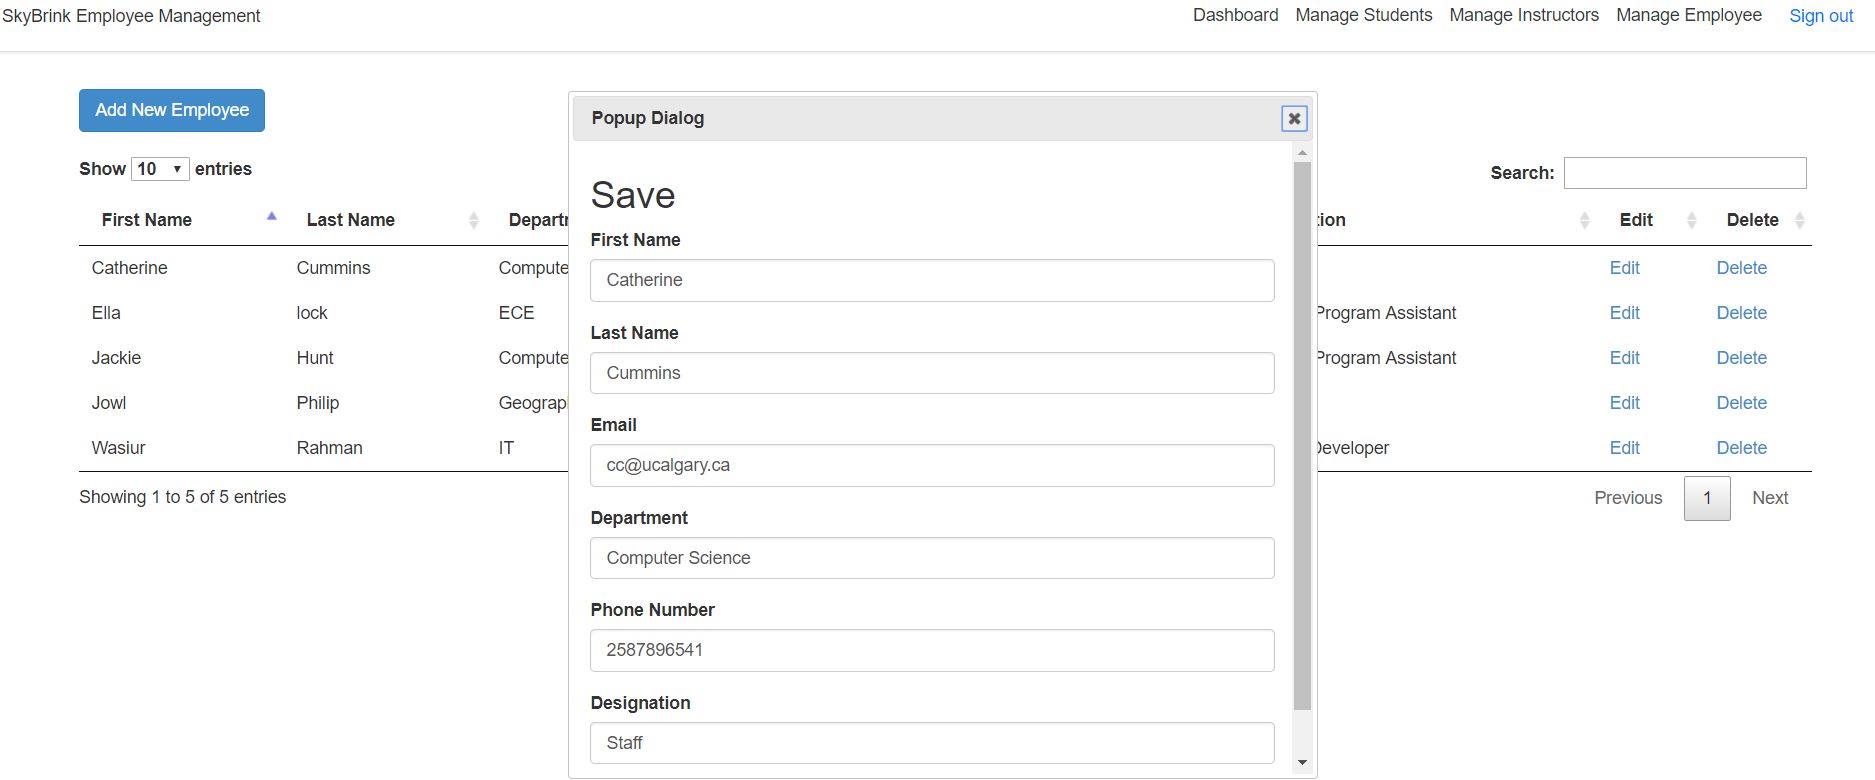 SkyBrink Employee Management
Dashboard Manage Students Manage Instructors Manage Employee Sign out
Add New Employee
Show 10 entries
Search:
First Name Last Name Departm tion Edit Delete
Catherine Cummins Compute Edit Delete
Ella lock ECE Program Assistant Edit Delete
Jackie Hunt Compute Program Assistant Edit Delete
Jowl Philip Geograp Edit Delete
Wasiur Rahman IT Developer Edit Delete
Showing 1 to 5 of 5 entries
Previous 1 Next
Popup Dialog
Save
First Name
Catherine
Last Name
Cummins
Email
cc@ucalgary.ca
Department
Computer Science
Phone Number
2587896541
Designation
Staff